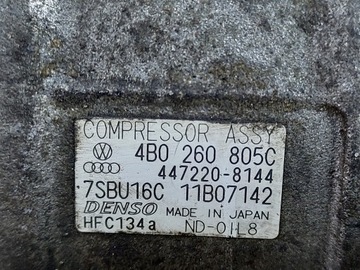 COMPRESSOR ASSY
4B0 260 805C
447220-8144
7SBU16C 11B07142
DENSO MADE IN JAPAN
HFC134a ND-OIL8